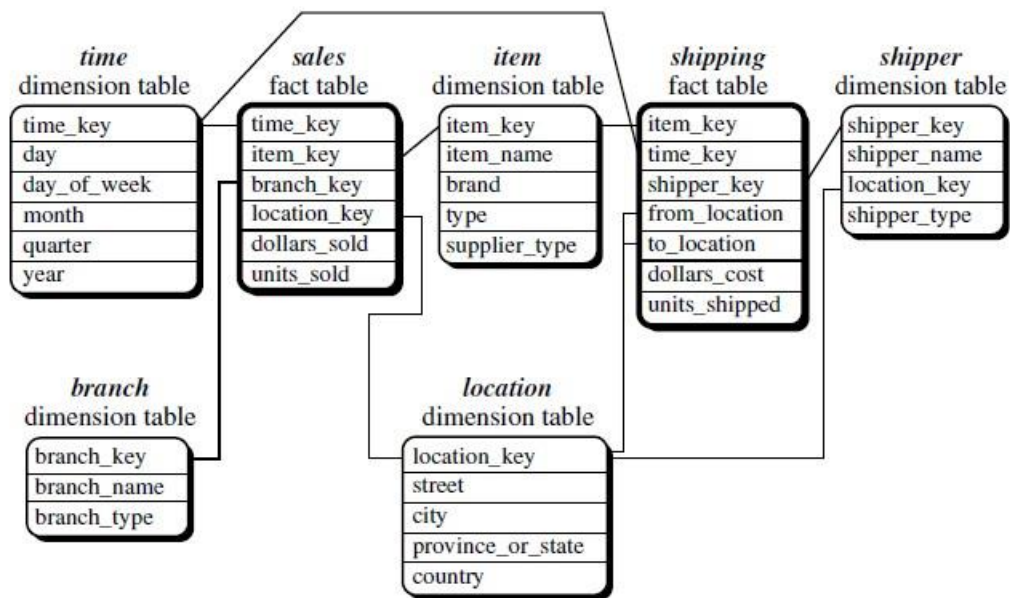 time
dimension table
time_key
day
day_of_week
month
quarter
year
sales
fact table
time_key
item_key
branch_key
location_key
dollars_sold
units_sold
item
dimension table
item_key
item_name
brand
type
supplier_type
shipping
fact table
item_key
time_key
shipper_key
from_location
to_location
dollars_cost
units_shipped
shipper
dimension table
shipper_key
shipper_name
location_key
shipper_type
branch
dimension table
branch_key
branch_name
branch_type
location
dimension table
location_key
street
city
province_or_state
country